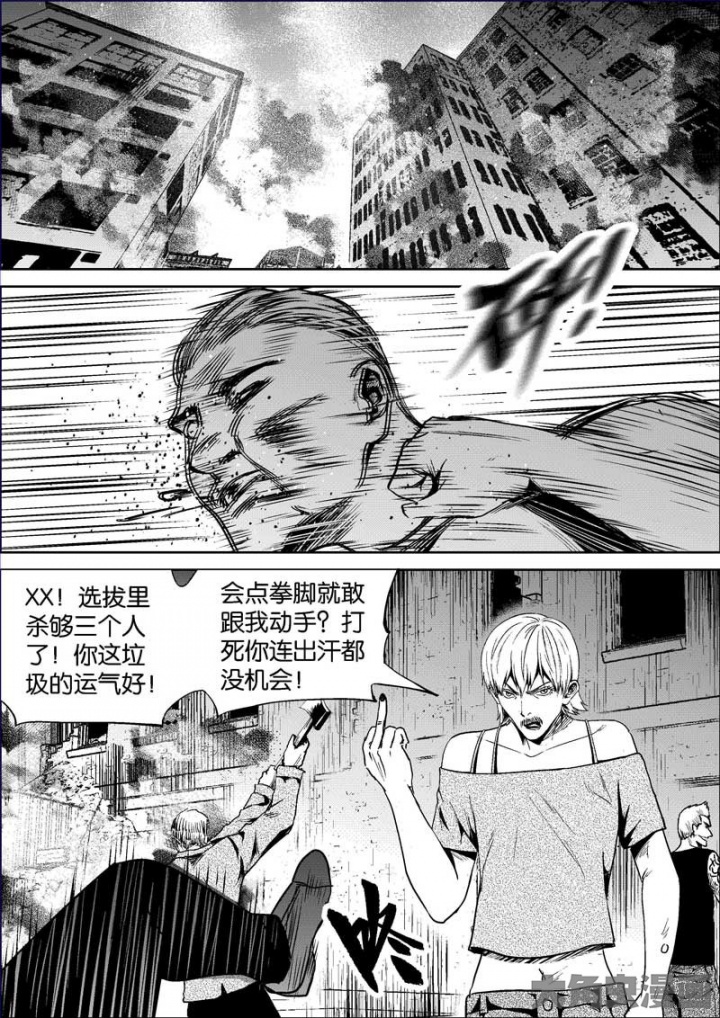 砰!
会点拳脚就敢
跟我动手？打
死你连出汗都
没机会！
XX！选拔里
杀够三个人
了！你这垃
圾的运气好！
咚